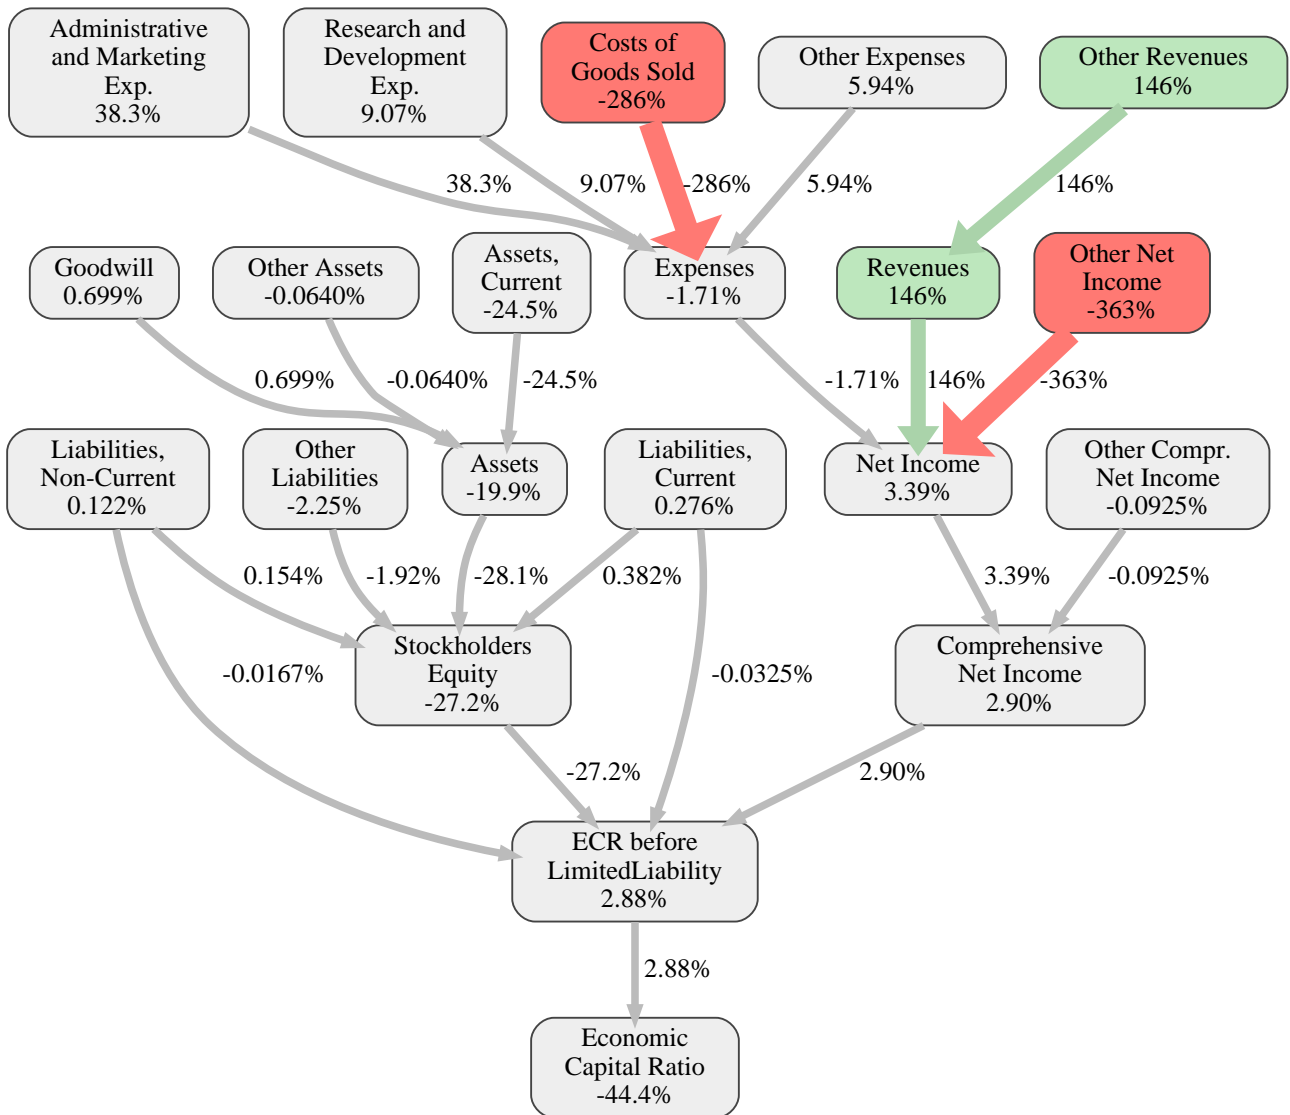 Administrative
and Marketing
Exp.
38.3%
Research and
Development
Exp.
9.07%
Costs of
Goods Sold
-286%
Other Expenses
5.94%
Other Revenues
146%
38.3%
9.07%
-286%
5.94%
146%
Goodwill
0.699%
Other Assets
-0.0640%
Assets,
Current
-24.5%
Expenses
-1.71%
Revenues
146%
Other Net
Income
-363%
0.699%
-0.0640%
-24.5%
-1.71%
146%
-363%
Liabilities,
Non-Current
0.122%
Other
Liabilities
-2.25%
Assets
-19.9%
Liabilities,
Current
0.276%
Net Income
3.39%
Other Compr.
Net Income
-0.0925%
0.154%
-1.92%
-28.1%
0.382%
3.39%
-0.0925%
-0.0167%
Stockholders
Equity
-27.2%
-0.0325%
Comprehensive
Net Income
2.90%
-27.2%
2.90%
ECR before
LimitedLiability
2.88%
2.88%
Economic
Capital Ratio
-44.4%